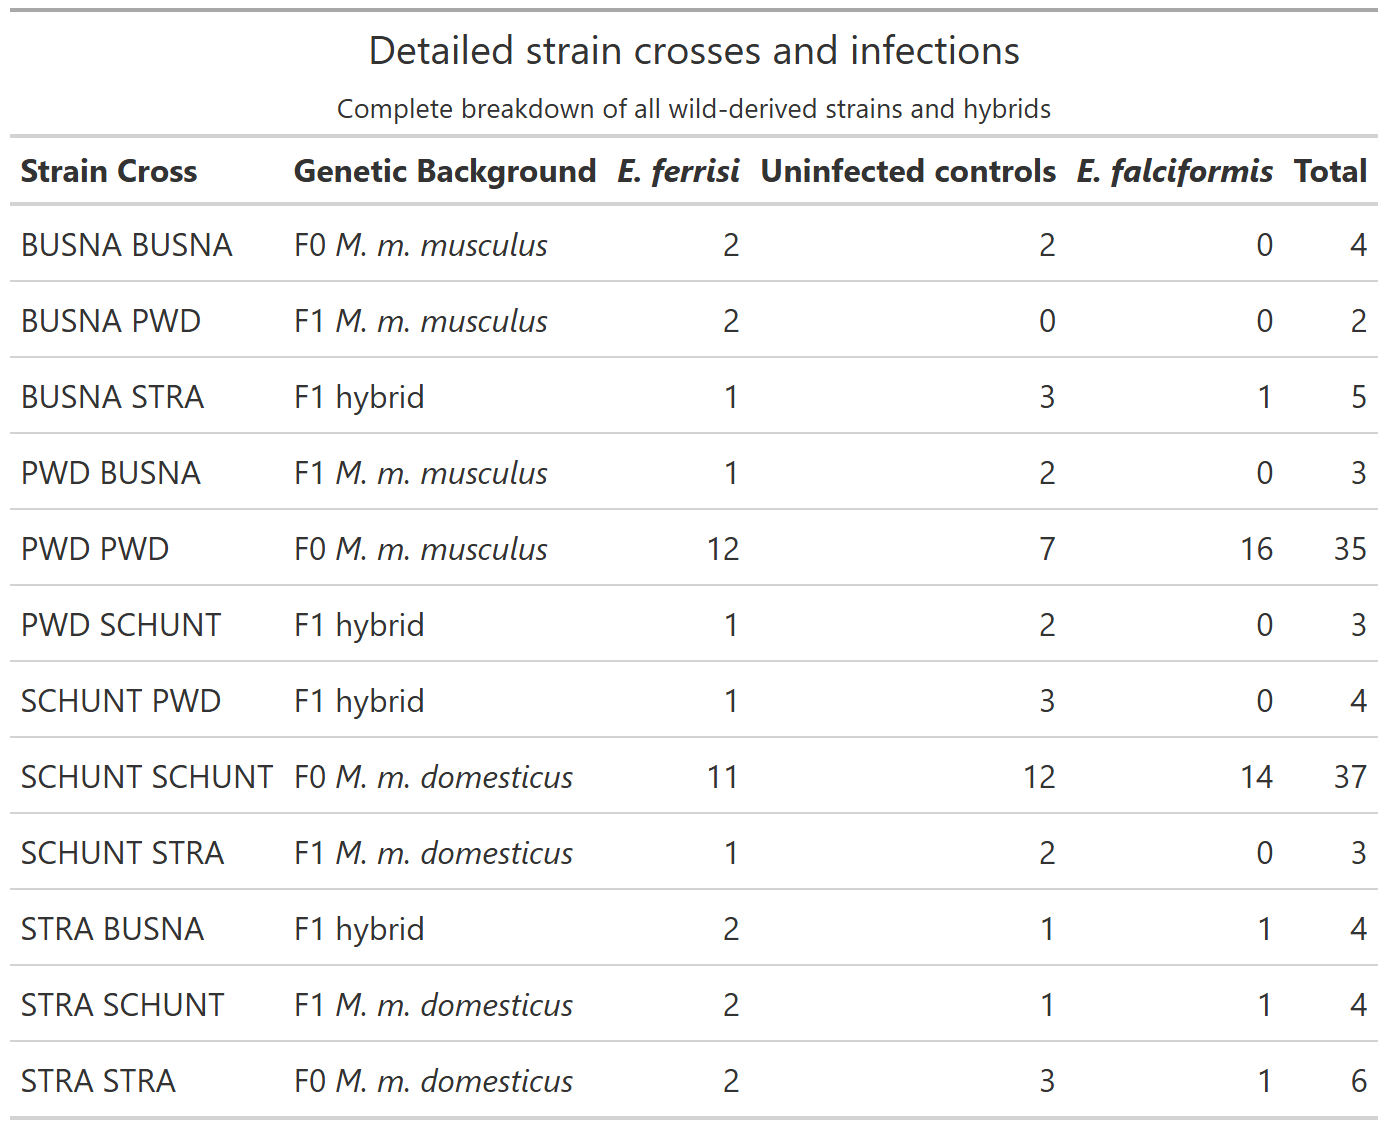 Detailed strain crosses and infections
Complete breakdown of all wild-derived strains and hybrids
Strain Cross Genetic Background E. ferrisi Uninfected controls E. falciformis Total
BUSNA BUSNA F0 M. m. musculus 2 2 0 4
BUSNA PWD F1 M. m. musculus 2 0 0 2
BUSNA STRA F1 hybrid 1 3 1 5
PWD BUSNA F1 M. m. musculus 1 2 0 3
PWD PWD F0 M. m. musculus 12 7 16 35
PWD SCHUNT F1 hybrid 1 2 0 3
SCHUNT PWD F1 hybrid 1 3 0 4
SCHUNT SCHUNT F0 M. m. domesticus 11 12 14 37
SCHUNT STRA F1 M. m. domesticus 1 2 0 3
STRA BUSNA F1 hybrid 2 1 1 4
STRA SCHUNT F1 M. m. domesticus 2 1 1 4
STRA STRA F0 M. m. domesticus 2 3 1 6